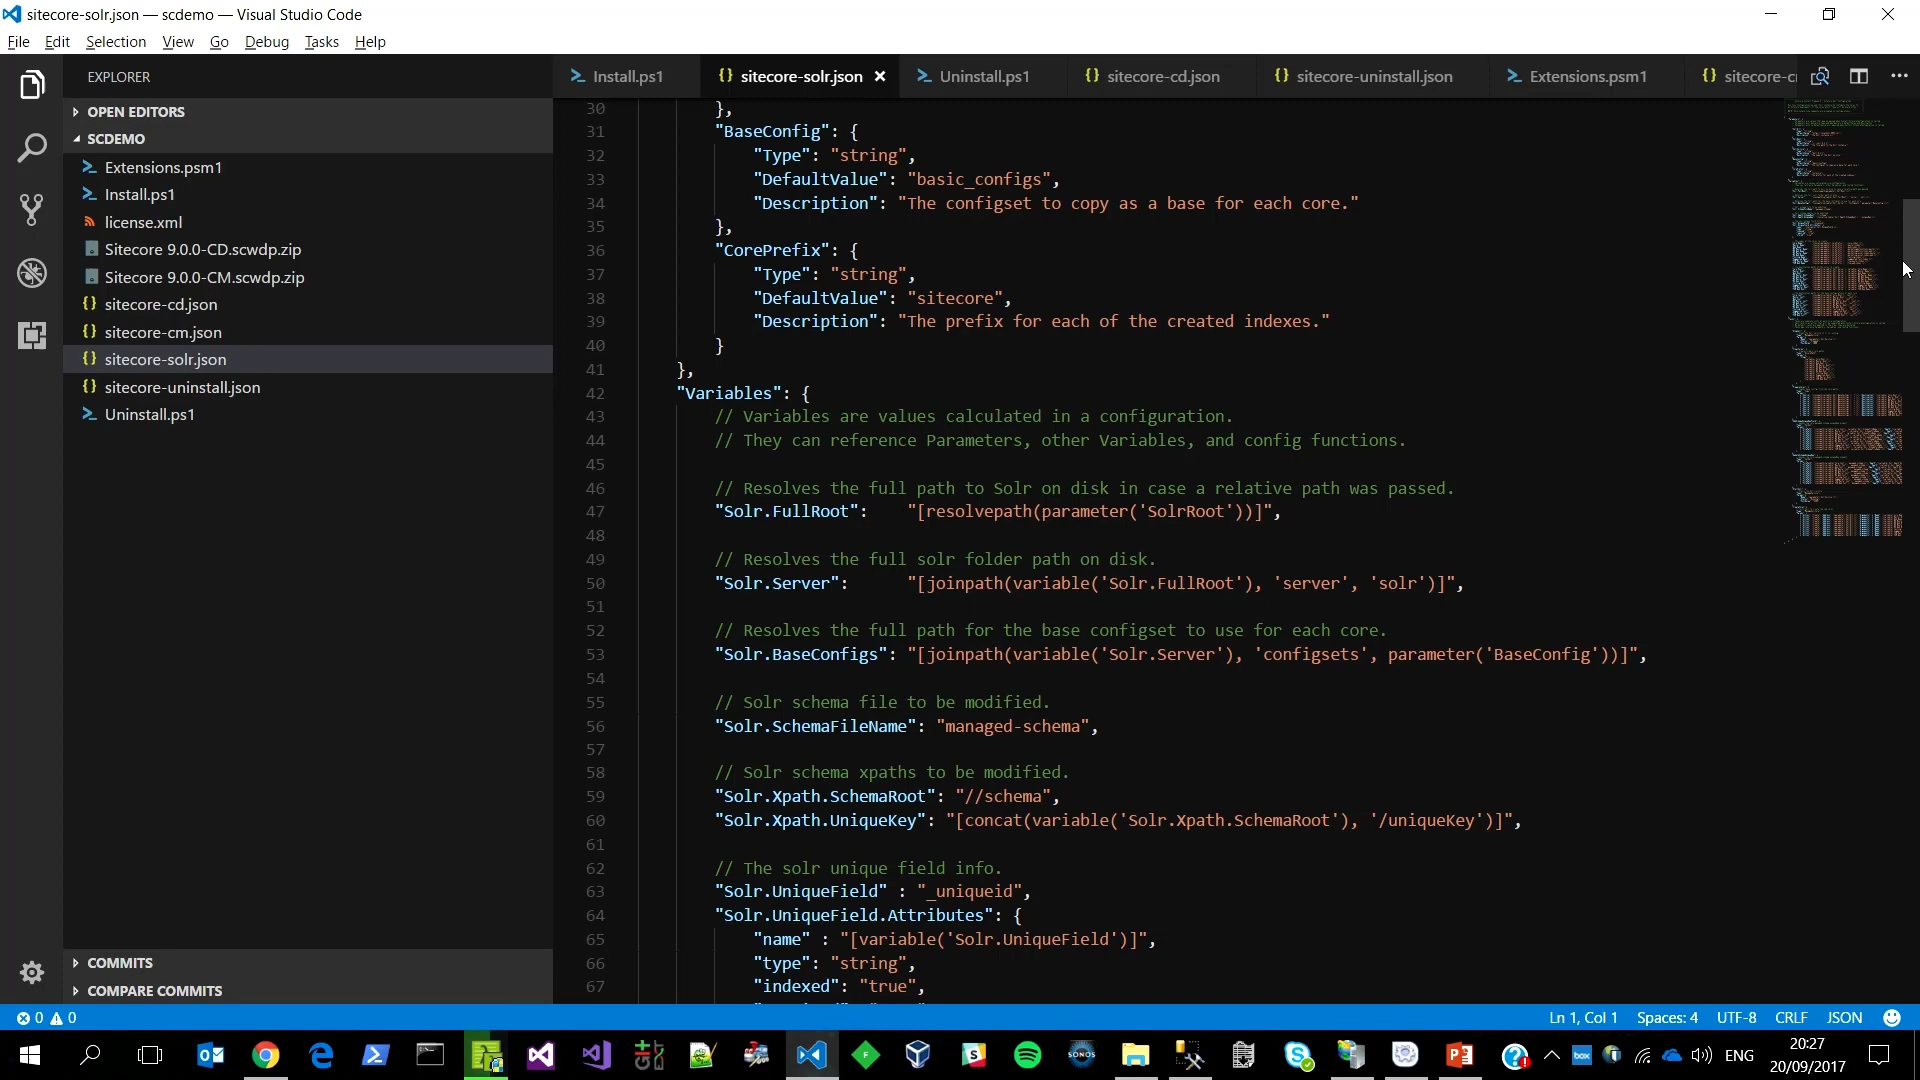 sitecore-solr.json — scdemo — Visual Studio Code
File Edit Selection View Go Debug Tasks Help
EXPLORER
OPEN EDITORS
SCDEMO
Extensions.psm1
Install.ps1
license.xml
Sitecore 9.0.0-CD.scwdp.zip
Sitecore 9.0.0-CM.scwdp.zip
sitecore-cd.json
sitecore-cm.json
sitecore-solr.json
sitecore-uninstall.json
Uninstall.ps1
COMMITS
COMPARE COMMITS
Install.ps1 sitecore-solr.json Uninstall.ps1 sitecore-cd.json sitecore-uninstall.json Extensions.psm1
30 },
31 "BaseConfig": {
32 "Type": "string",
33 "DefaultValue": "basic_configs",
34 "Description": "The configset to copy as a base for each core."
35 },
36 "CorePrefix": {
37 "Type": "string",
38 "DefaultValue": "sitecore",
39 "Description": "The prefix for each of the created indexes."
40 }
41 },
42 "Variables": {
43 // Variables are values calculated in a configuration.
44 // They can reference Parameters, other Variables, and config functions.
45
46 // Resolves the full path to Solr on disk in case a relative path was passed.
47 "Solr.FullRoot": "[resolvepath(parameter('SolrRoot'))]",
48
49 // Resolves the full solr folder path on disk.
50 "Solr.Server": "[joinpath(variable('Solr.FullRoot'), 'server', 'solr')]",
51
52 // Resolves the full path for the base configset to use for each core.
53 "Solr.BaseConfigs": "[joinpath(variable('Solr.Server'), 'configsets', parameter('BaseConfig'))]",
54
55 // Solr schema file to be modified.
56 "Solr.SchemaFileName": "managed-schema",
57
58 // Solr schema xpaths to be modified.
59 "Solr.Xpath.SchemaRoot": "//schema",
60 "Solr.Xpath.UniqueKey": "[concat(variable('Solr.Xpath.SchemaRoot'), '/uniqueKey')]",
61
62 // The solr unique field info.
63 "Solr.UniqueField" : "_uniqueid",
64 "Solr.UniqueField.Attributes": {
65 "name" : "[variable('Solr.UniqueField')]",
66 "type": "string",
67 "indexed": "true",
0 0
Ln 1, Col 1 Spaces: 4 UTF-8 CRLF JSON
SONOS box ENG
20:27
20/09/2017